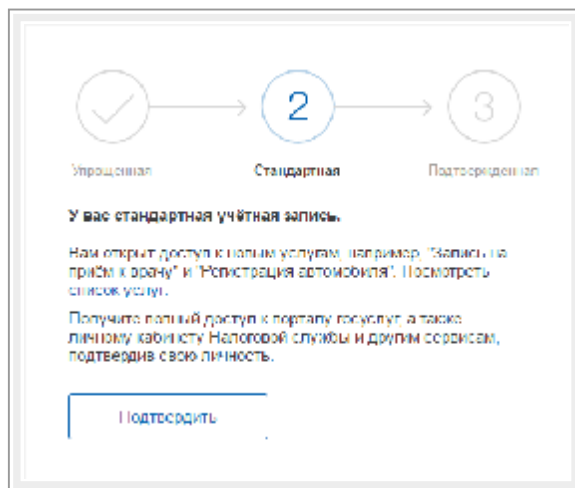 2
3
Упрощенная
Стандартная
Подтвержденная
У вас стандартная учётная запись.
Вам открыт доступ к новым услугам, например, "Запись на
приём к врачу" и "Регистрация автомобиля". Посмотреть
список услуг.
Получите полный доступ к порталу госуслуг, а также
личному кабинету Налоговой службы и другим сервисам,
подтвердив свою личность.
Подтвердить